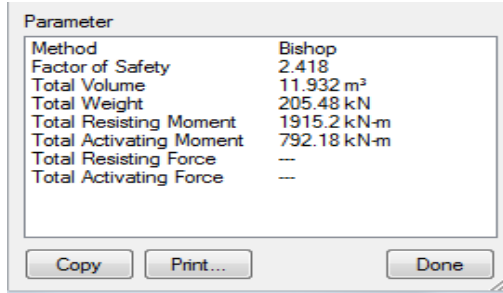 Parameter
Method Bishop
Factor of Safety 2.418
Total Volume 11.932 m³
Total Weight 205.48 kN
Total Resisting Moment 1915.2 kN-m
Total Activating Moment 792.18 kN-m
Total Resisting Force ---
Total Activating Force ---
Copy Print... Done